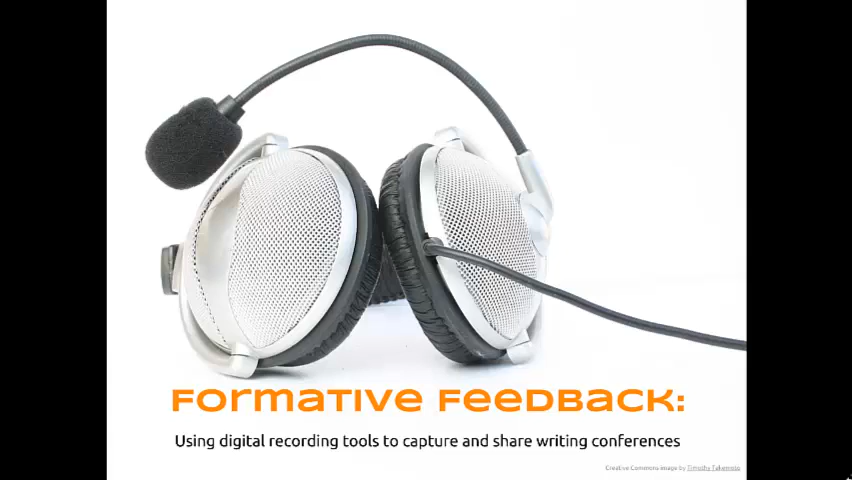 Formative Feedback:
Using digital recording tools to capture and share writing conferences
Creative Commons image by Timothy Takemoto